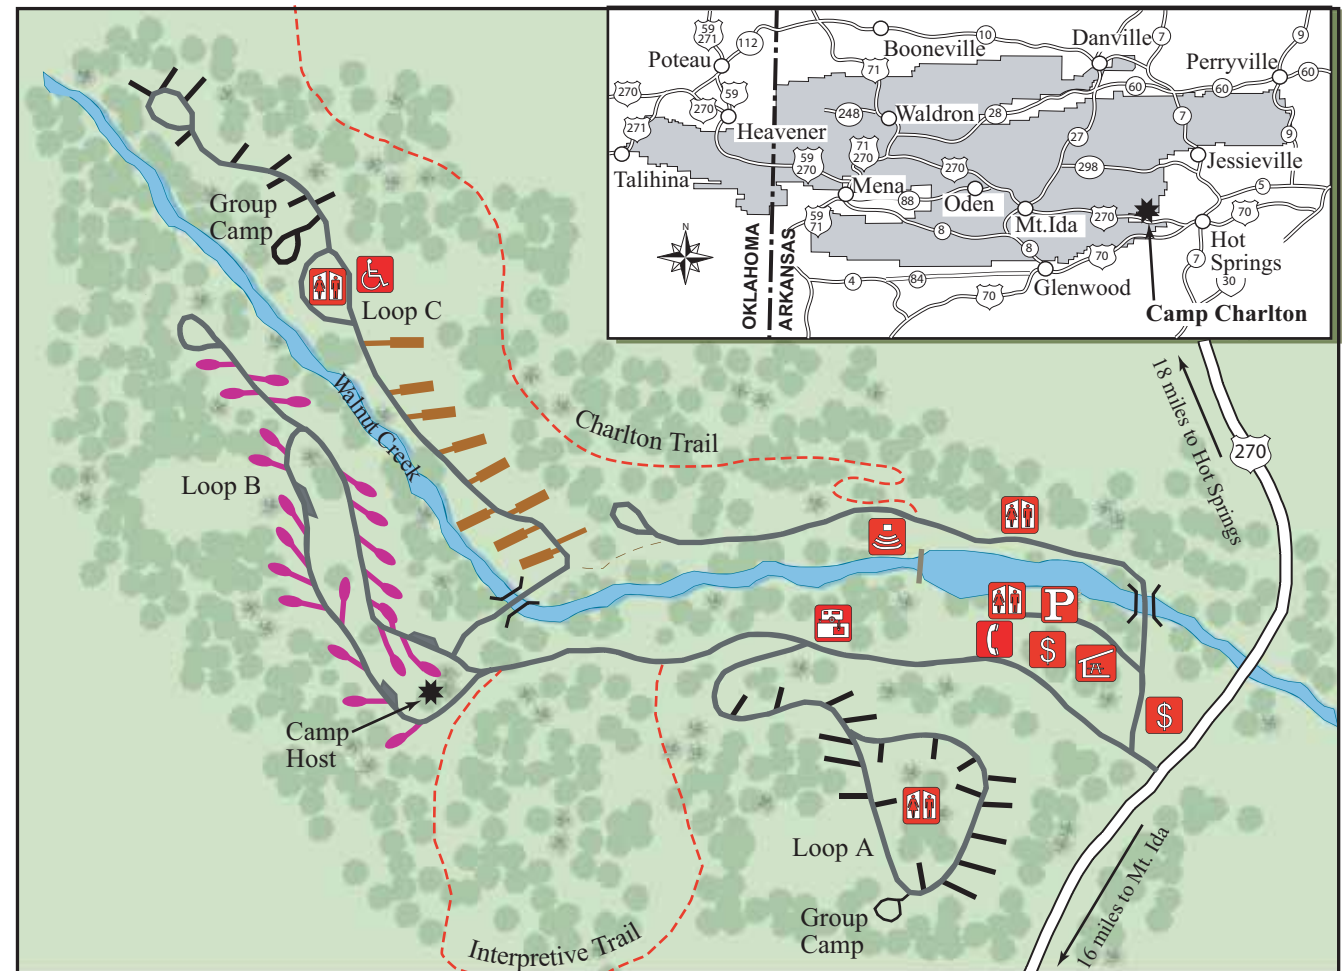 59
271
112
Booneville
10
Danville
7
9
Poteau
71
Perryville
60
270
59
270
248
Waldron
28
60
60
271
Heavener
27
7
9
Talihina
59
270
71
270
270
298
Jessieville
Mena
88
Oden
5
59
71
8
Mt.Ida
270
70
Hot
Springs
N
8
70
7
30
4
84
70
Glenwood
OKLAHOMA
ARKANSAS
Camp Charlton
Group
Camp
Loop C
Walnut Creek
Charlton Trail
18 miles to Hot Springs
270
Loop B
P
$
$
Camp
Host
Loop A
Group
Camp
Interpretive Trail
16 miles to Mt. Ida